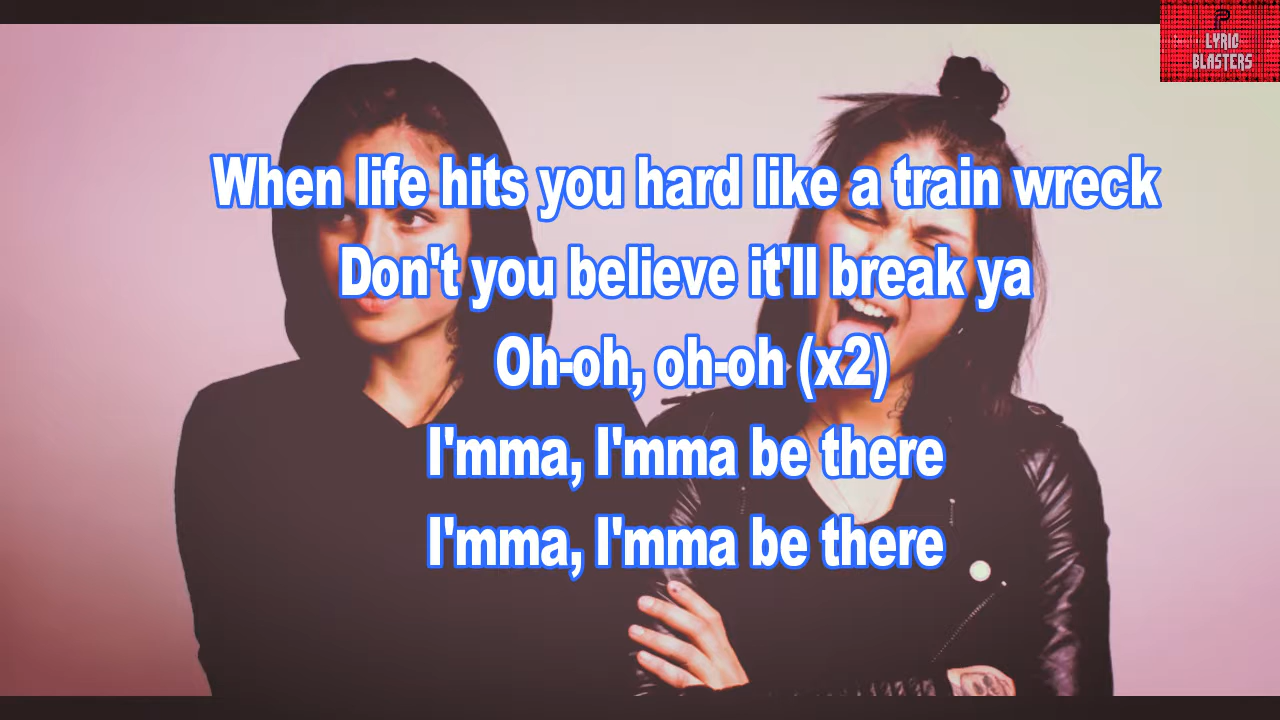 LYRIC
BLASTERS
When life hits you hard like a train wreck
Don't you believe it'll break ya
Oh-oh, oh-oh (x2)
I'mma, I'mma be there
I'mma, I'mma be there